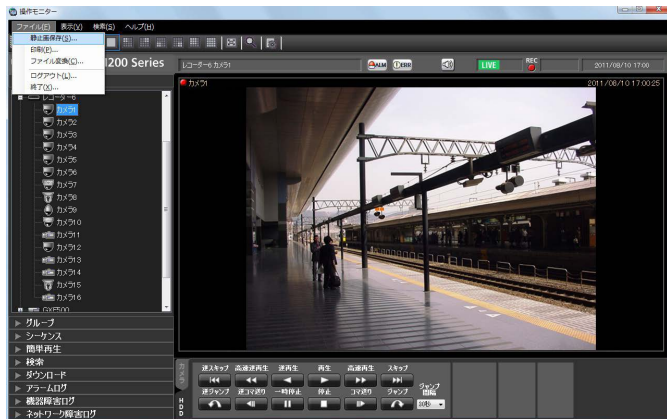 操作モニター
ファイル(F) 表示(V) 検索(S) ヘルプ(H)
静止画保存(S)...
印刷(P)...
ファイル変換(C)...
ログアウト(L)...
終了(X)...
200 Series
レコーダー6 カメラ1
ALM
ERR
LIVE
REC
2011/08/10 17:00
カメラ1
2011/08/10 17:00:25
レコーダー6
カメラ1
カメラ2
カメラ3
カメラ4
カメラ5
カメラ6
カメラ7
カメラ8
カメラ9
カメラ10
カメラ11
カメラ12
カメラ13
カメラ14
カメラ15
カメラ16
GXE500
グループ
シーケンス
簡単再生
検索
ダウンロード
アラームログ
機器障害ログ
ネットワーク障害ログ
カメラ
HDD
逆スキップ 高速逆再生 逆再生 再生 高速再生 スキップ
逆ジャンプ 逆コマ送り 一時停止 停止 コマ送り ジャンプ
ジャンプ
間隔
30秒